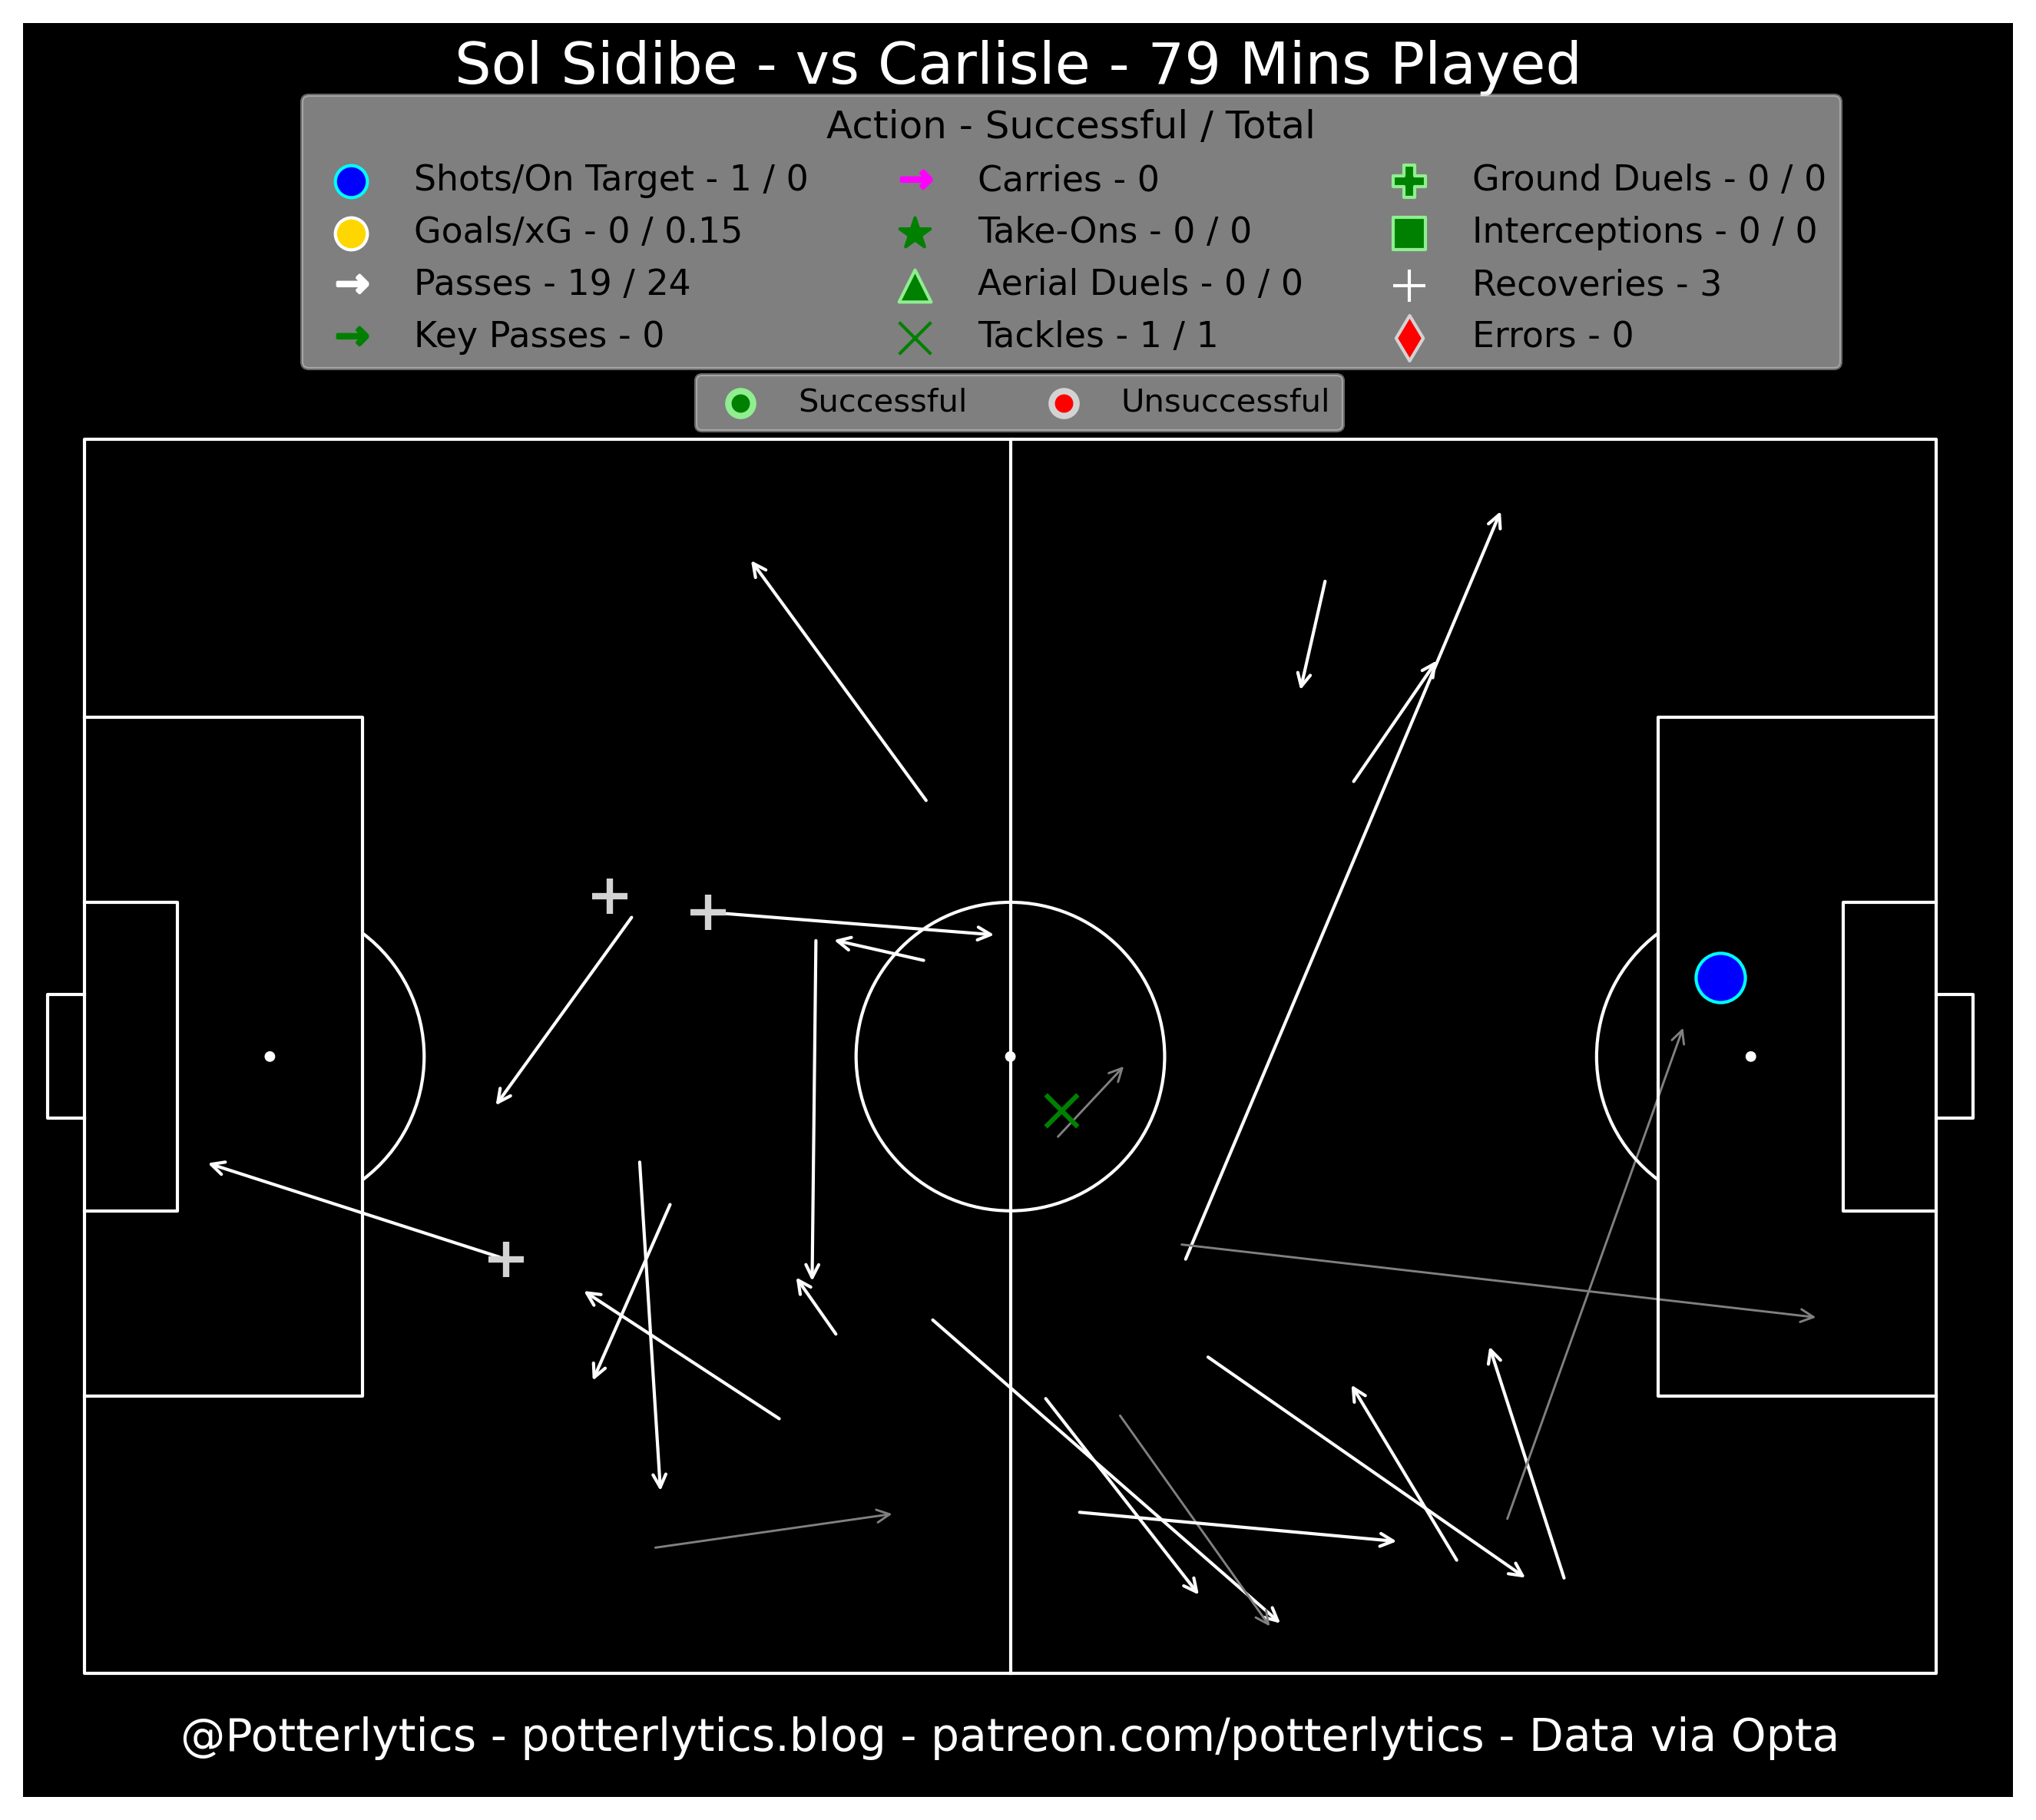 Sol Sidibe - vs Carlisle - 79 Mins Played
Action - Successful / Total
Shots/On Target - 1 / 0
Goals/xG - 0 / 0.15
Passes - 19 / 24
Key Passes - 0
Carries - 0
Take-Ons - 0 / 0
Aerial Duels - 0 / 0
Tackles - 1 / 1
Ground Duels - 0 / 0
Interceptions - 0 / 0
Recoveries - 3
Errors - 0
Successful
Unsuccessful
@Potterlytics - potterlytics.blog - patreon.com/potterlytics - Data via Opta